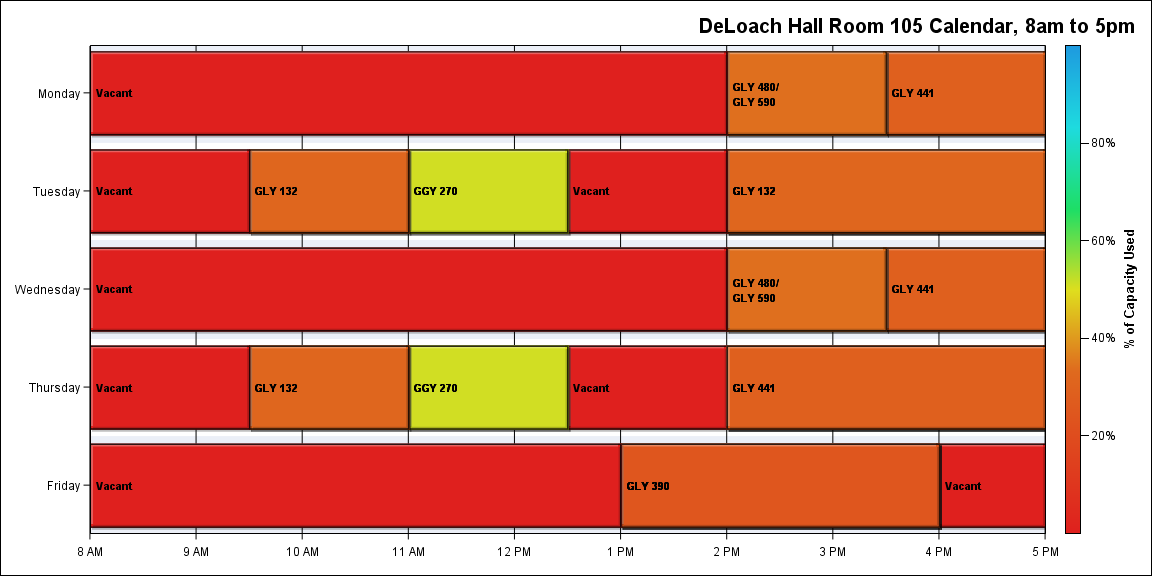 DeLoach Hall Room 105 Calendar, 8am to 5pm
Monday
Vacant
GLY 480/
GLY 590
GLY 441
Tuesday
Vacant
GLY 132
GGY 270
Vacant
GLY 132
Wednesday
Vacant
GLY 480/
GLY 590
GLY 441
Thursday
Vacant
GLY 132
GGY 270
Vacant
GLY 441
Friday
Vacant
GLY 390
Vacant
8 AM
9 AM
10 AM
11 AM
12 PM
1 PM
2 PM
3 PM
4 PM
5 PM
80%
60%
40%
20%
% of Capacity Used